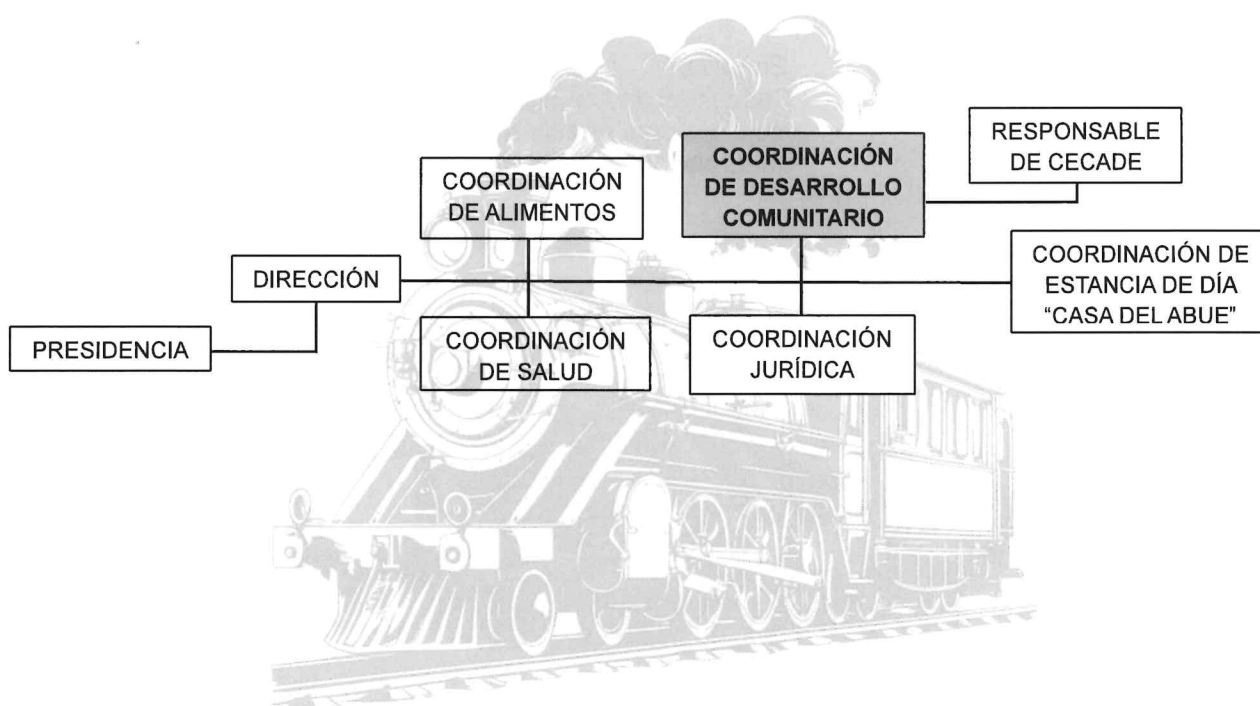 RESPONSABLE
DE CECADE
COORDINACIÓN
DE DESARROLLO
COMUNITARIO
COORDINACIÓN
DE ALIMENTOS
COORDINACIÓN DE
ESTANCIA DE DÍA
“CASA DEL ABUE”
DIRECCIÓN
PRESIDENCIA
COORDINACIÓN
DE SALUD
COORDINACIÓN
JURÍDICA